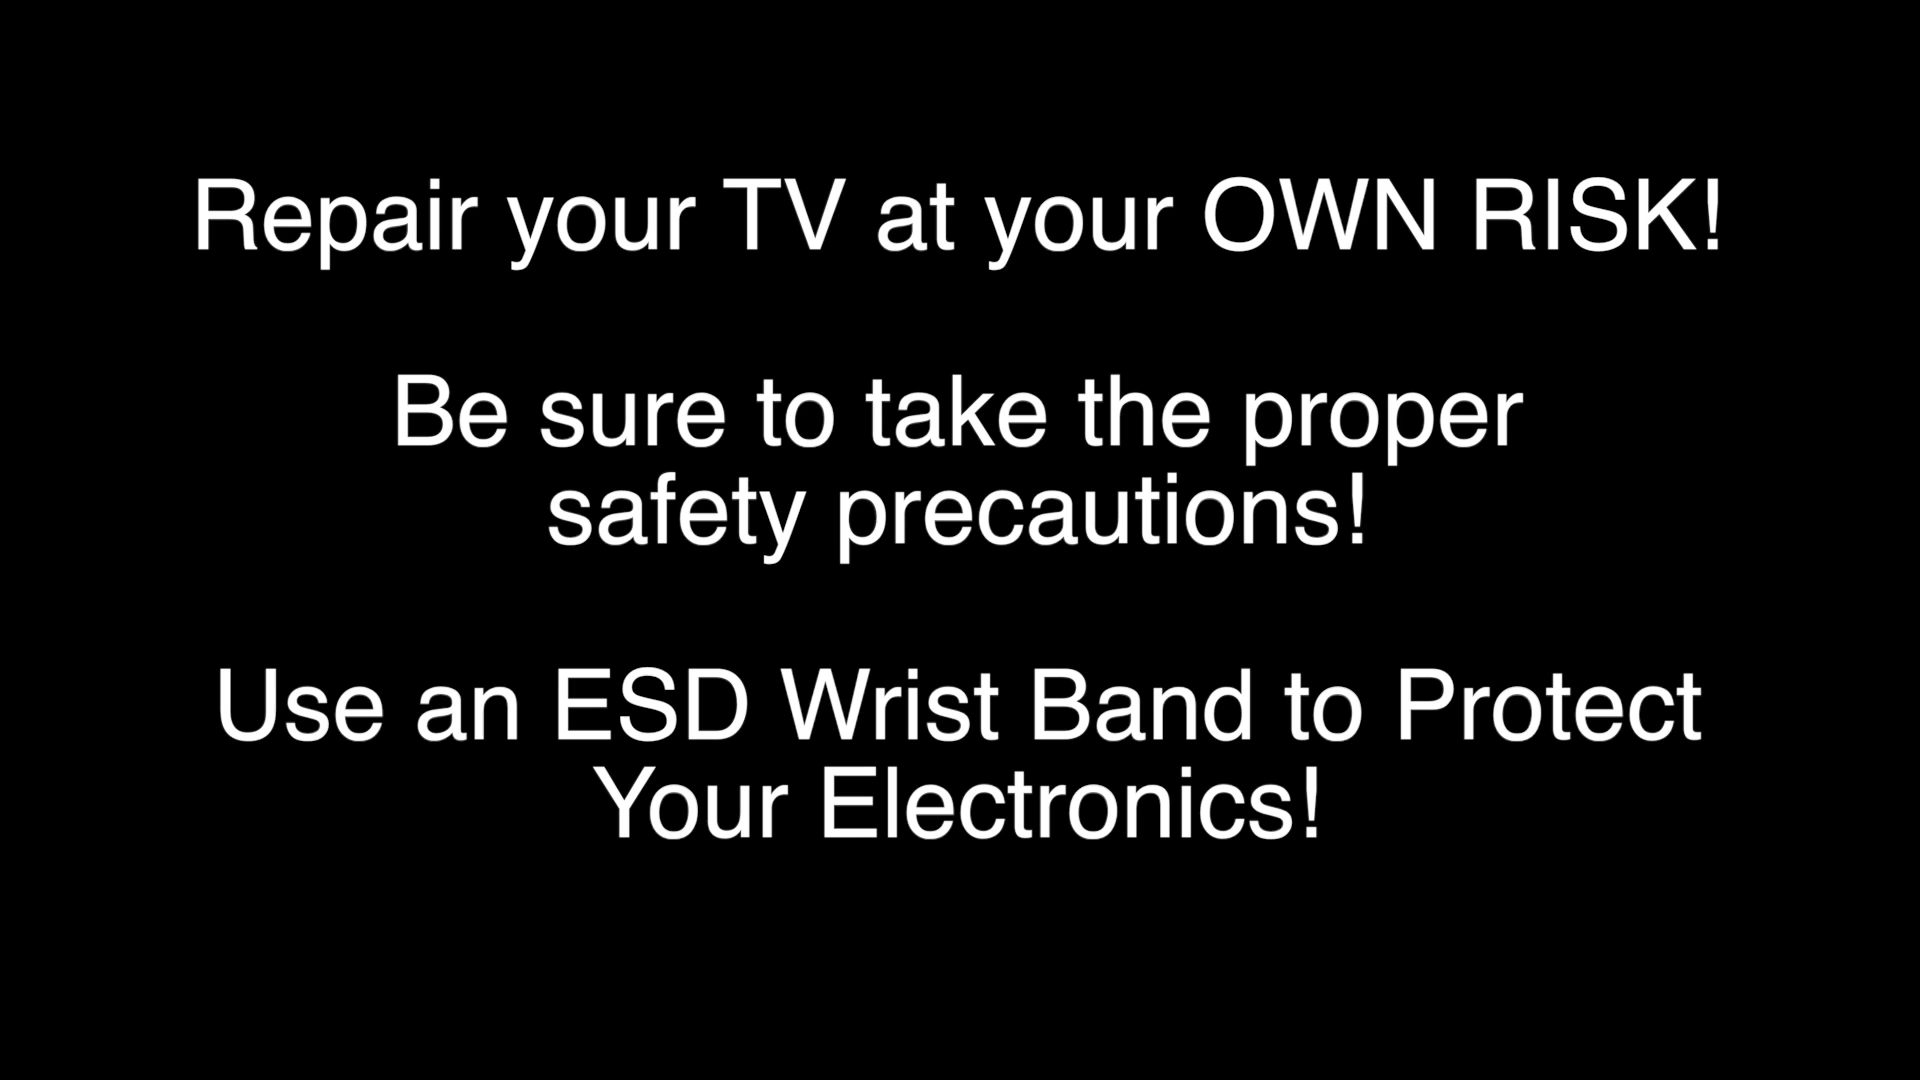 Repair your TV at your OWN RISK!
Be sure to take the proper
safety precautions!
Use an ESD Wrist Band to Protect
Your Electronics!